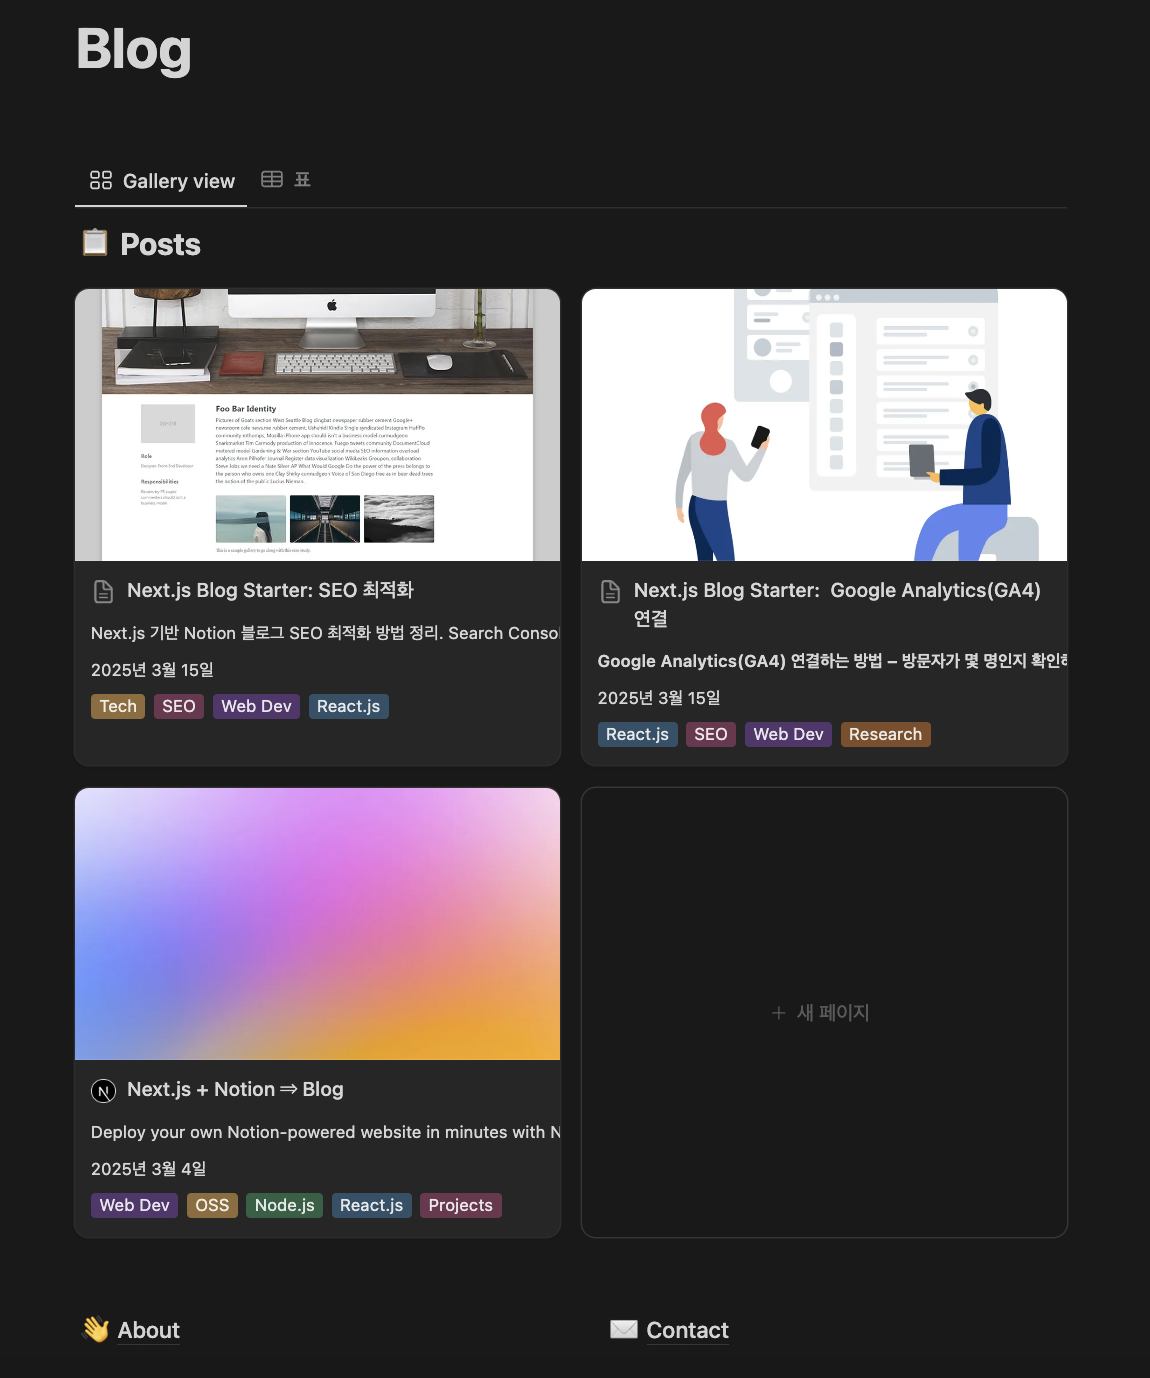 Blog
Gallery view 표
📋 Posts
Foo Bar Identity
Role
Responsibilities
Next.js Blog Starter: SEO 최적화
Next.js 기반 Notion 블로그 SEO 최적화 방법 정리. Search Conso
2025년 3월 15일
Tech SEO Web Dev React.js
Next.js Blog Starter: Google Analytics(GA4)
연결
Google Analytics(GA4) 연결하는 방법 – 방문자가 몇 명인지 확인하
2025년 3월 15일
React.js SEO Web Dev Research
Next.js + Notion ⇒ Blog
Deploy your own Notion-powered website in minutes with N
2025년 3월 4일
Web Dev OSS Node.js React.js Projects
+ 새 페이지
👋 About
✉️ Contact